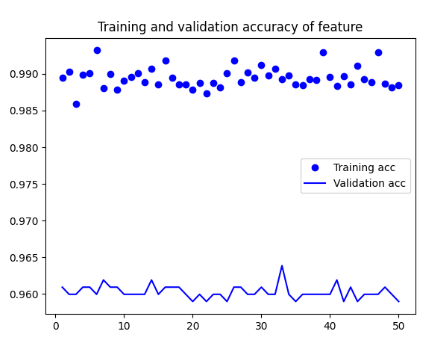 Training and validation accuracy of feature
0.990
0.985
0.980
0.975
0.970
0.965
0.960
Training acc
Validation acc
0 10 20 30 40 50